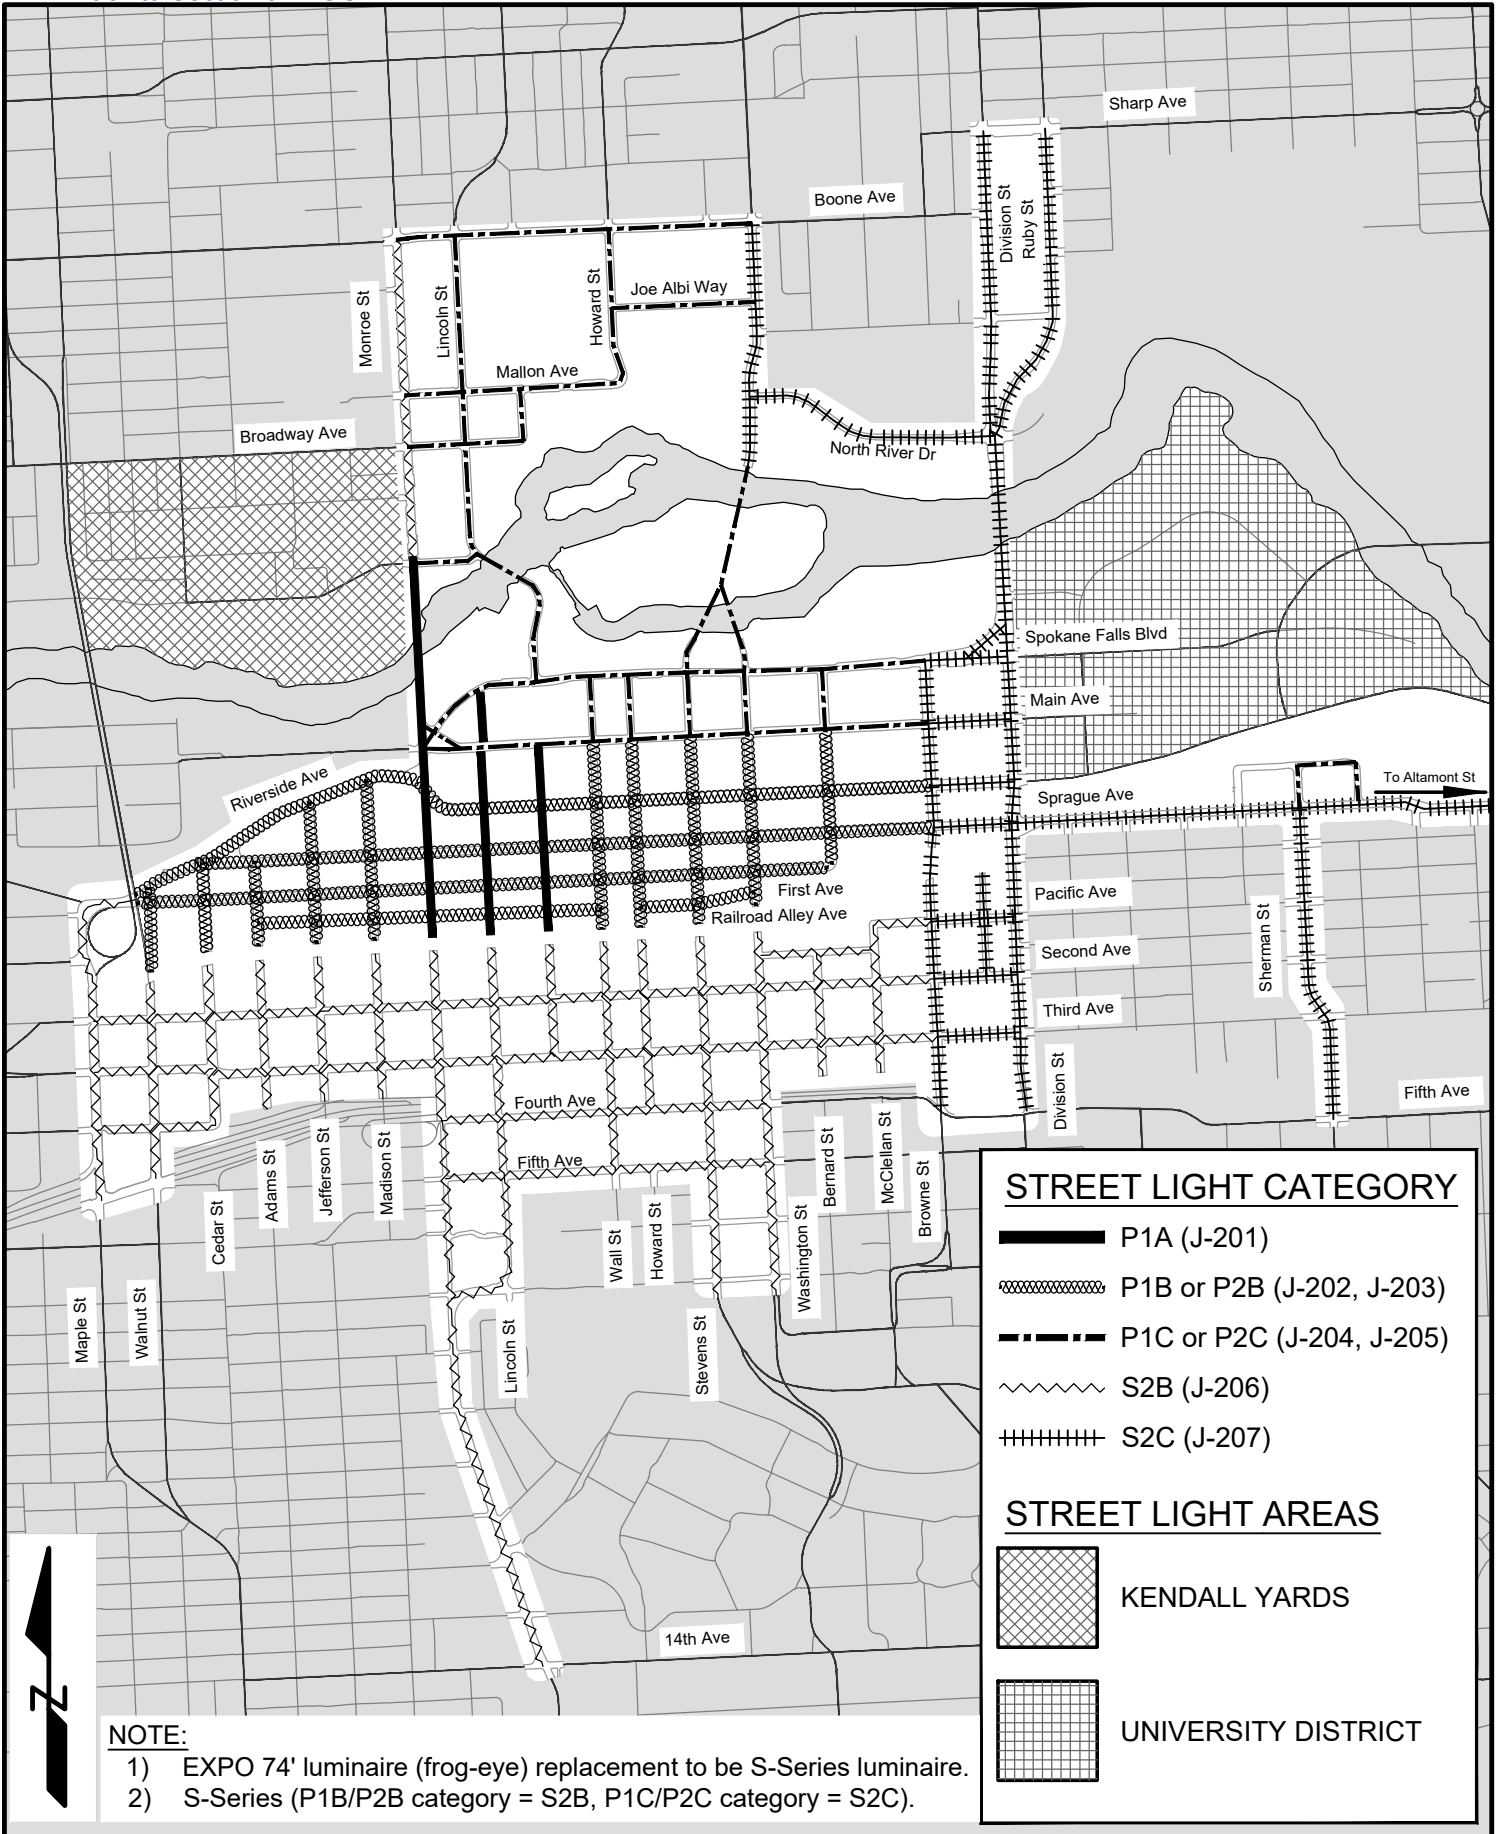 Sharp Ave
Boone Ave
Division St
Ruby St
Monroe St
Lincoln St
Howard St
Joe Albi Way
Mallon Ave
Broadway Ave
North River Dr
Spokane Falls Blvd
Main Ave
Riverside Ave
To Altamont St
Sprague Ave
First Ave
Pacific Ave
Railroad Alley Ave
Sherman St
Second Ave
Third Ave
Division St
Fourth Ave
Fifth Ave
Fifth Ave
Cedar St
Adams St
Jefferson St
Madison St
Wall St
Howard St
Washington St
Bernard St
McClellan St
Browne St
Maple St
Walnut St
Lincoln St
Stevens St
14th Ave
STREET LIGHT CATEGORY
P1A (J-201)
P1B or P2B (J-202, J-203)
P1C or P2C (J-204, J-205)
S2B (J-206)
S2C (J-207)
STREET LIGHT AREAS
KENDALL YARDS
UNIVERSITY DISTRICT
N
NOTE:
1) EXPO 74' luminaire (frog-eye) replacement to be S-Series luminaire.
2) S-Series (P1B/P2B category = S2B, P1C/P2C category = S2C).